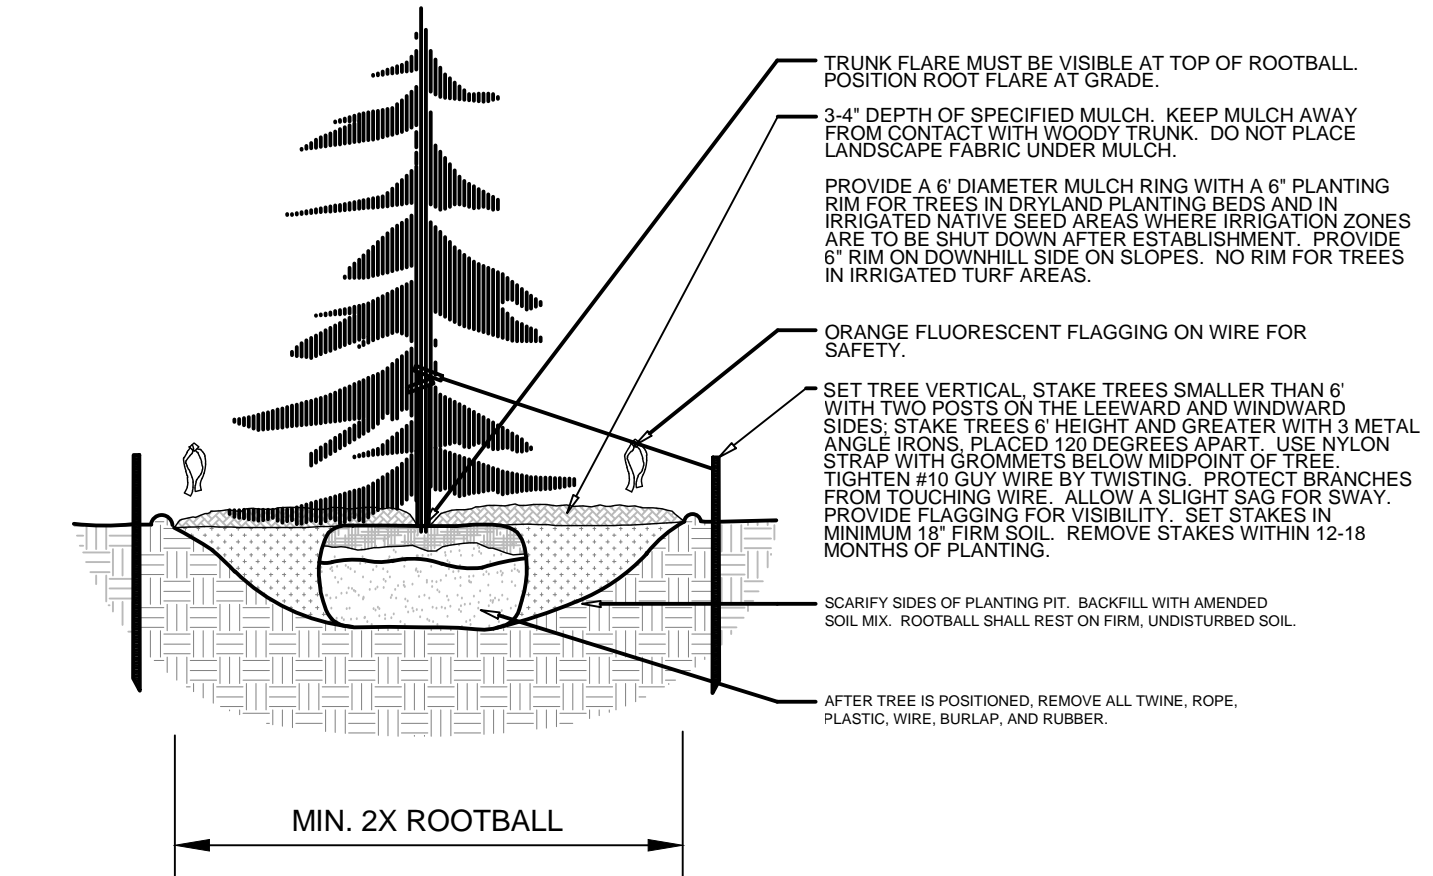 TRUNK FLARE MUST BE VISIBLE AT TOP OF ROOTBALL.
POSITION ROOT FLARE AT GRADE.
3-4" DEPTH OF SPECIFIED MULCH. KEEP MULCH AWAY
FROM CONTACT WITH WOODY TRUNK. DO NOT PLACE
LANDSCAPE FABRIC UNDER MULCH.
PROVIDE A 6' DIAMETER MULCH RING WITH A 6" PLANTING
RIM FOR TREES IN DRYLAND PLANTING BEDS AND IN
IRRIGATED NATIVE SEED AREAS WHERE IRRIGATION ZONES
ARE TO BE SHUT DOWN AFTER ESTABLISHMENT. PROVIDE
6" RIM ON DOWNHILL SIDE ON SLOPES. NO RIM FOR TREES
IN IRRIGATED TURF AREAS.
ORANGE FLUORESCENT FLAGGING ON WIRE FOR
SAFETY.
SET TREE VERTICAL, STAKE TREES SMALLER THAN 6'
WITH TWO POSTS ON THE LEEWARD AND WINDWARD
SIDES; STAKE TREES 6' HEIGHT AND GREATER WITH 3 METAL
ANGLE IRONS, PLACED 120 DEGREES APART. USE NYLON
STRAP WITH GROMMETS BELOW MIDPOINT OF TREE.
TIGHTEN #10 GUY WIRE BY TWISTING. PROTECT BRANCHES
FROM TOUCHING WIRE. ALLOW A SLIGHT SAG FOR SWAY.
PROVIDE FLAGGING FOR VISIBILITY. SET STAKES IN
MINIMUM 18" FIRM SOIL. REMOVE STAKES WITHIN 12-18
MONTHS OF PLANTING.
SCARIFY SIDES OF PLANTING PIT. BACKFILL WITH AMENDED
SOIL MIX. ROOTBALL SHALL REST ON FIRM, UNDISTURBED SOIL.
AFTER TREE IS POSITIONED, REMOVE ALL TWINE, ROPE,
PLASTIC, WIRE, BURLAP, AND RUBBER.
MIN. 2X ROOTBALL